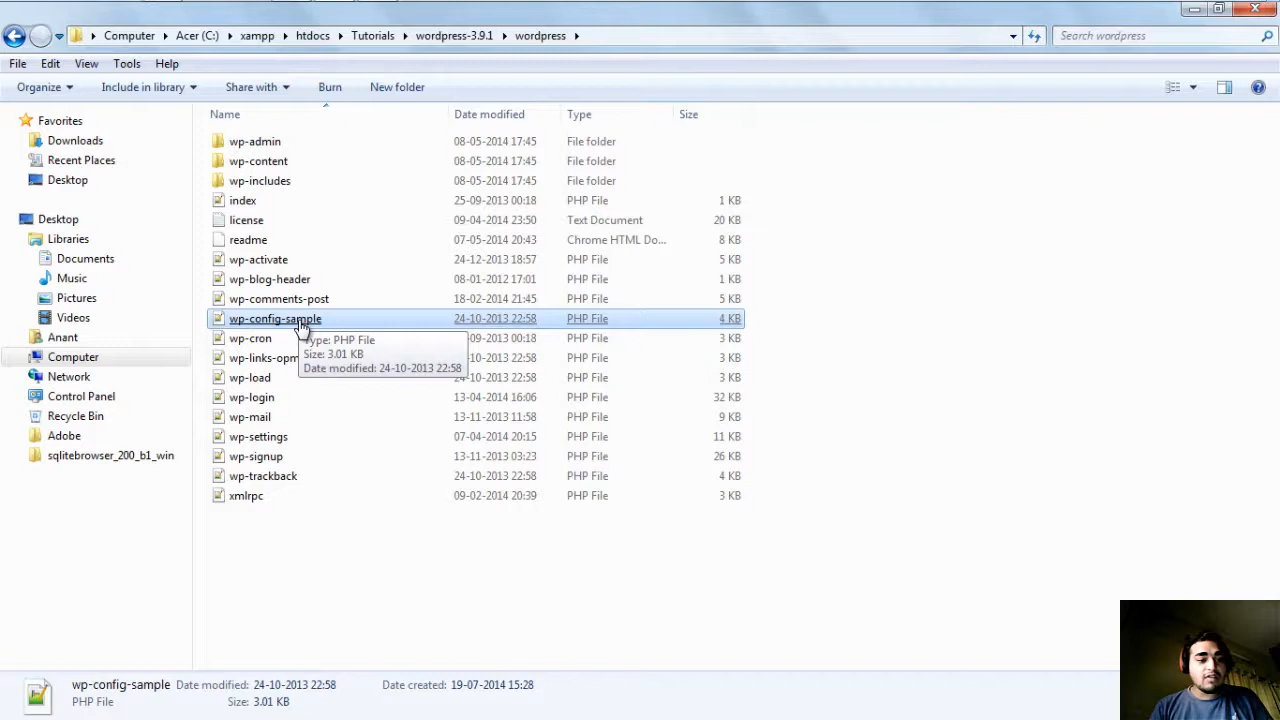 Computer Acer (C:) xampp htdocs Tutorials wordpress-3.9.1 wordpress Search wordpress
File Edit View Tools Help
Organize Include in library Share with Burn New folder
Favorites
Downloads
Recent Places
Desktop
Desktop
Libraries
Documents
Music
Pictures
Videos
Anant
Computer
Network
Control Panel
Recycle Bin
Adobe
sqlitebrowser_200_b1_win
Name Date modified Type Size
wp-admin 08-05-2014 17:45 File folder
wp-content 08-05-2014 17:45 File folder
wp-includes 08-05-2014 17:45 File folder
index 25-09-2013 00:18 PHP File 1 KB
license 09-04-2014 23:50 Text Document 20 KB
readme 07-05-2014 20:43 Chrome HTML Do... 8 KB
wp-activate 24-12-2013 18:57 PHP File 5 KB
wp-blog-header 08-01-2012 17:01 PHP File 1 KB
wp-comments-post 18-02-2014 21:45 PHP File 5 KB
wp-config-sample 24-10-2013 22:58 PHP File 4 KB
wp-cron -09-2013 00:18 PHP File 3 KB
wp-links-opm -10-2013 22:58 PHP File 3 KB
wp-load -10-2013 22:58 PHP File 3 KB
wp-login 13-04-2014 16:06 PHP File 32 KB
wp-mail 13-11-2013 11:58 PHP File 9 KB
wp-settings 07-04-2014 20:15 PHP File 11 KB
wp-signup 13-11-2013 03:23 PHP File 26 KB
wp-trackback 24-10-2013 22:58 PHP File 4 KB
xmlrpc 09-02-2014 20:39 PHP File 3 KB
Type: PHP File
Size: 3.01 KB
Date modified: 24-10-2013 22:58
wp-config-sample Date modified: 24-10-2013 22:58 Date created: 19-07-2014 15:28
PHP File Size: 3.01 KB